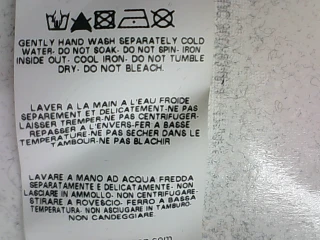 GENTLY HAND WASH SEPARATELY COLD
WATER- DO NOT SOAK- DO NOT SPIN- IRON
INSIDE OUT- COOL IRON- DO NOT TUMBLE
DRY- DO NOT BLEACH.
LAVER A LA MAIN A L'EAU FROIDE
SEPAREMENT ET DELICATEMENT-NE PAS
LAISSER TREMPER-NE PAS CENTRIFUGER-
REPASSER A L'ENVERS-FER A BASSE
TEMPERATURE-NE PAS SECHER DANS LE
TAMBOUR-NE PAS BLACHIR
LAVARE A MANO AD ACQUA FREDDA
SEPARATAMENTE E DELICATAMENTE- NON
LASCIARE IN AMMOLLO- NON CENTRIFUGARE-
STIRARE A ROVESCIO- FERRO A BASSA
TEMPERATURA- NON ASCIUGARE IN TAMBURO-
NON CANDEGGIARE.
.com